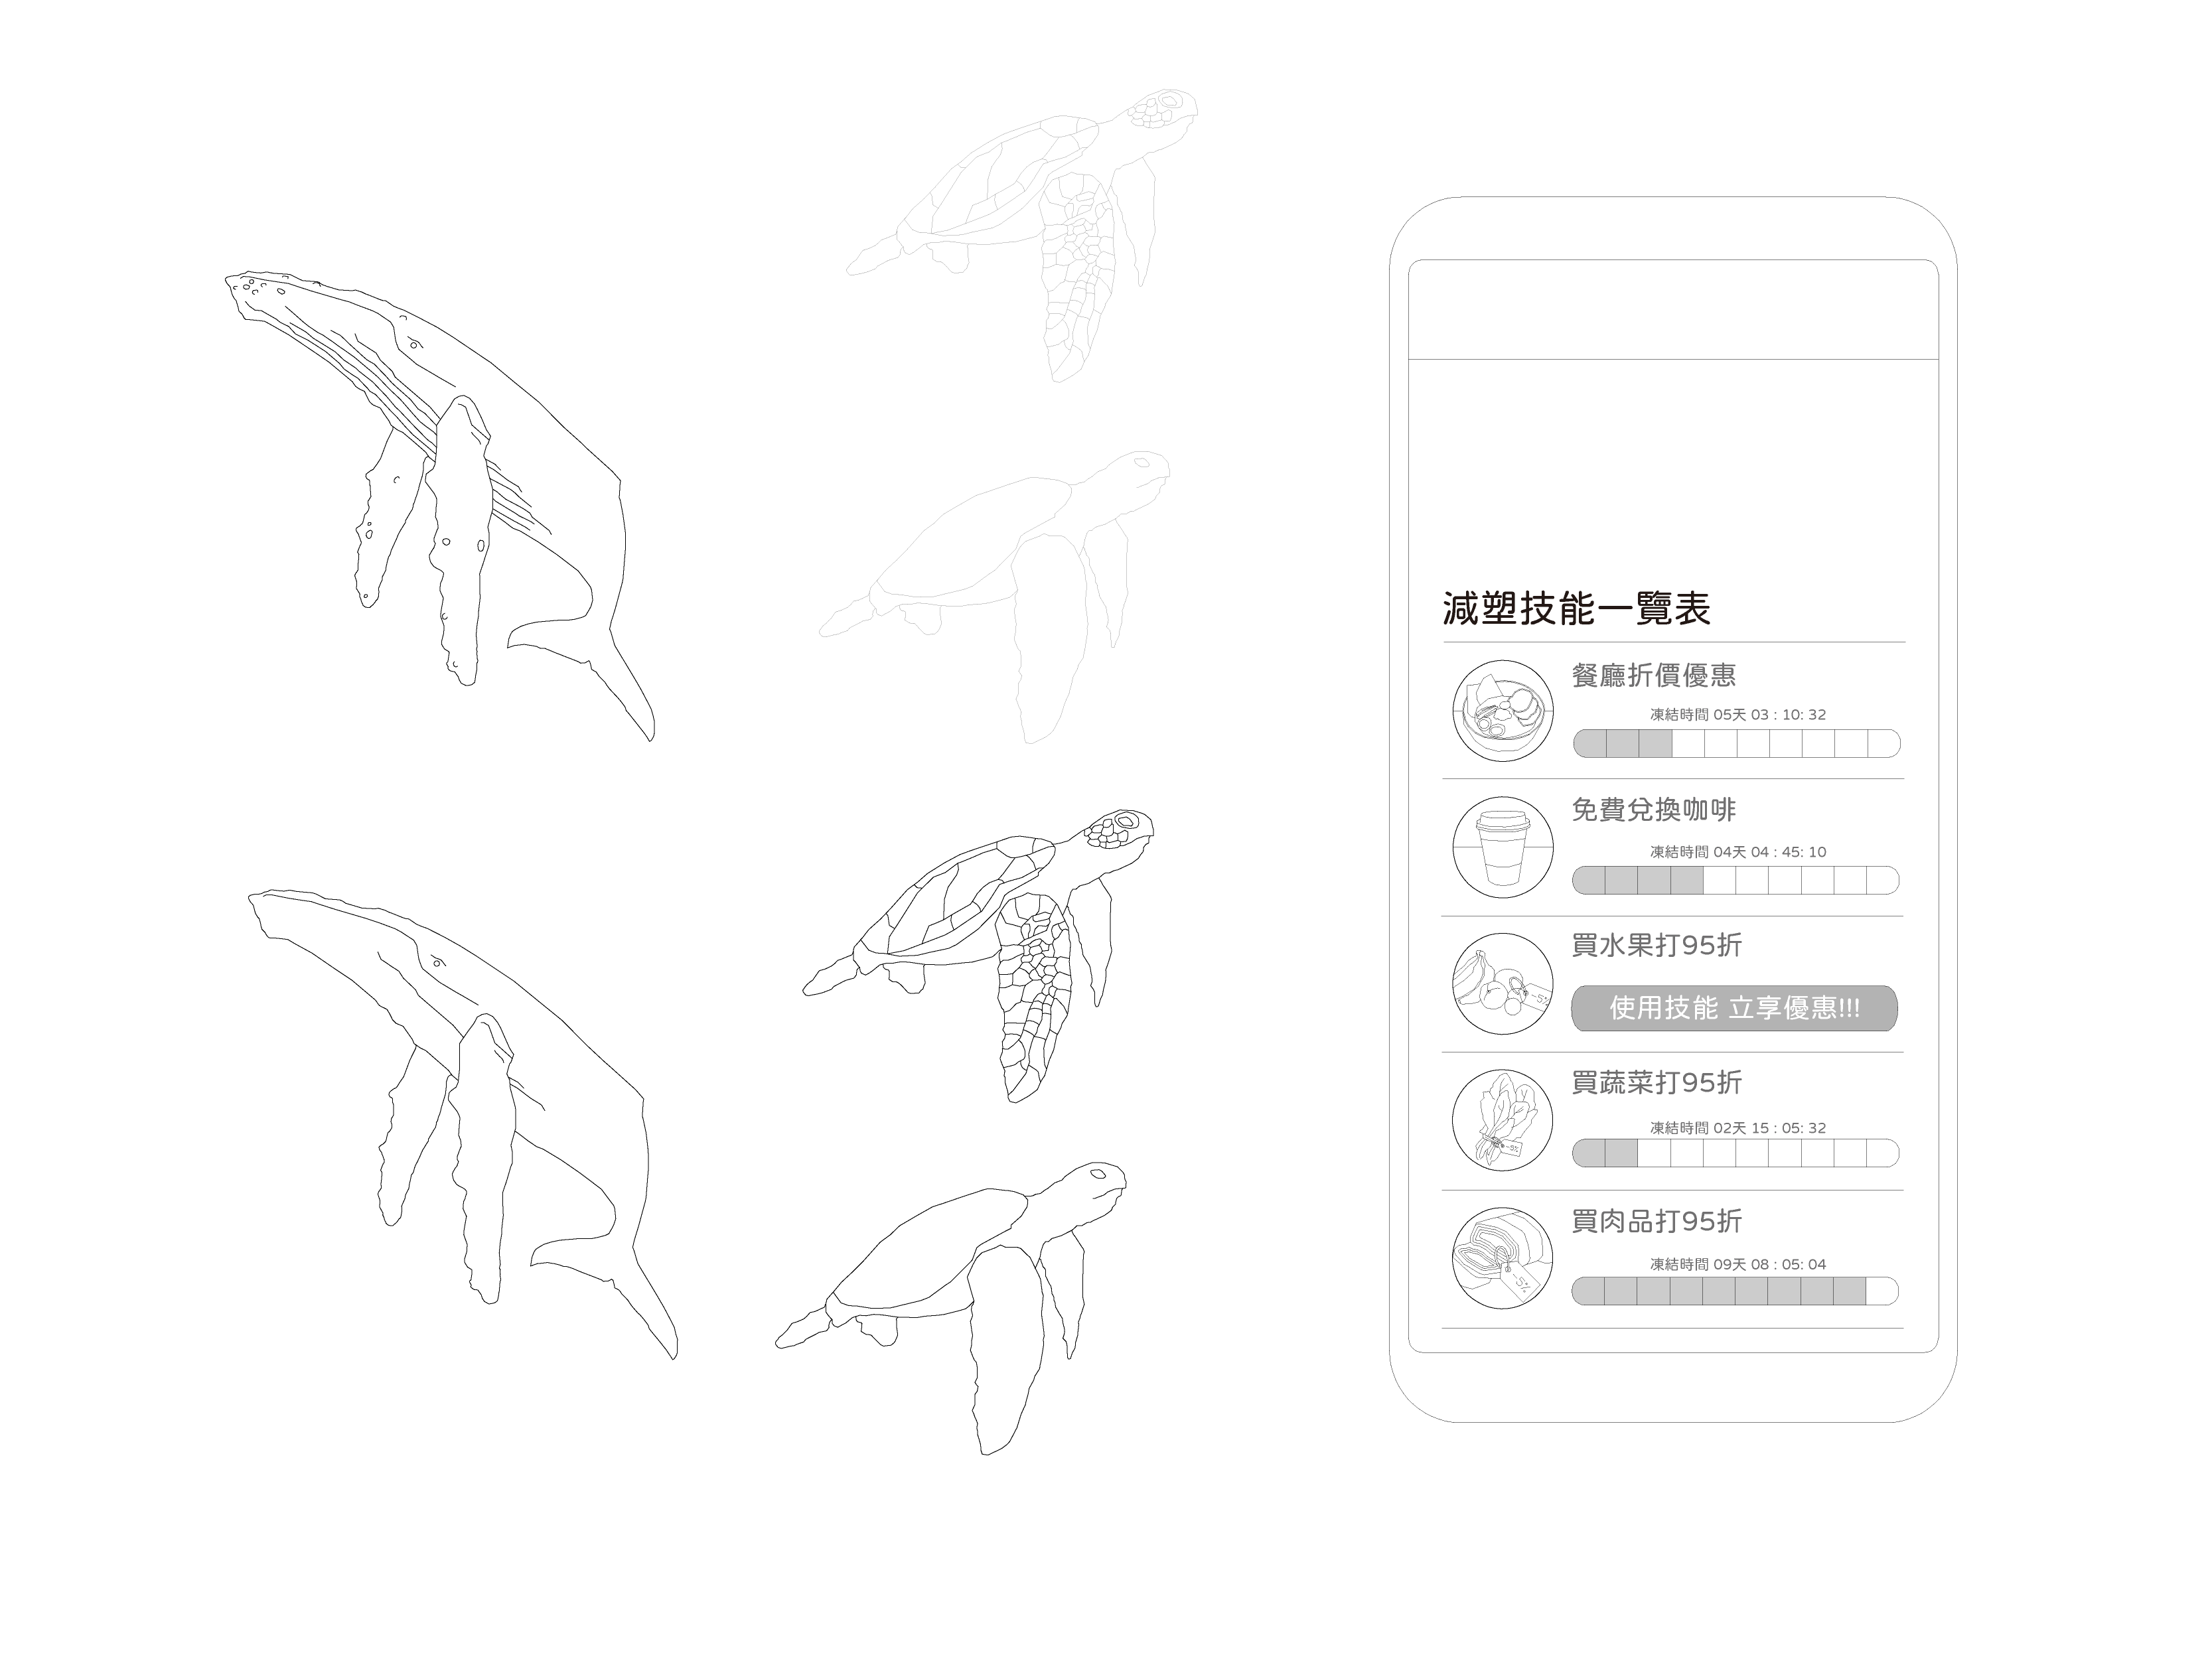 減塑技能一覽表
餐廳折價優惠
凍結時間 05天 03 : 10: 32
免費兌換咖啡
凍結時間 04天 04 : 45: 10
買水果打95折
-5%
使用技能 立享優惠!!!
買蔬菜打95折
-5%
凍結時間 02天 15 : 05: 32
買肉品打95折
凍結時間 09天 08 : 05: 04
-5%